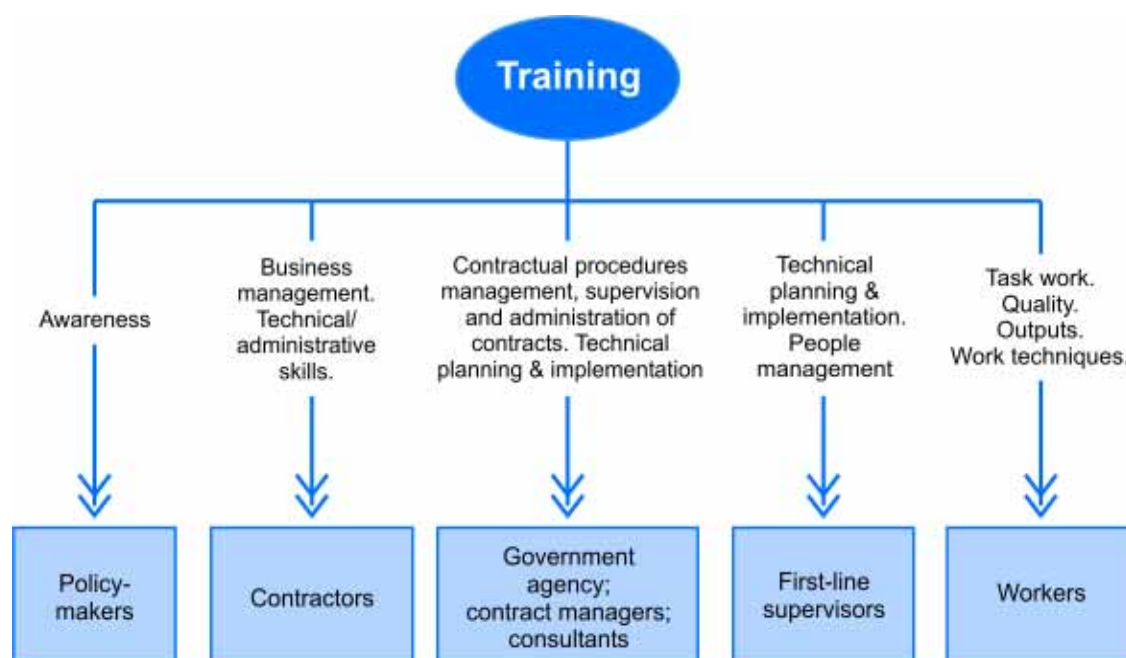 Training
Awareness
Business
management.
Technical/
administrative
skills.
Contractual procedures
management, supervision
and administration of
contracts. Technical
planning & implementation
Technical
planning &
implementation.
People
management
Task work.
Quality.
Outputs.
Work techniques.
Policy-
makers
Contractors
Government
agency;
contract managers;
consultants
First-line
supervisors
Workers